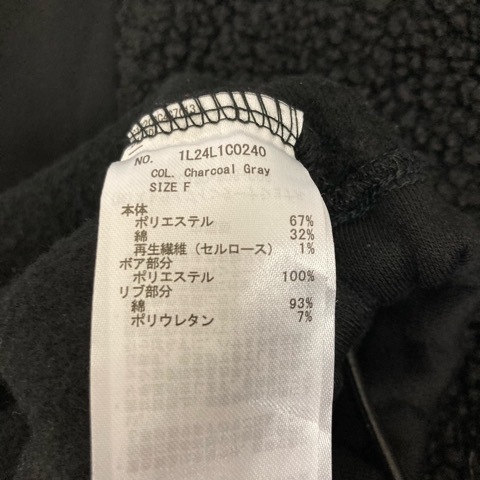 NO. 1L24L1C0240
COL. Charcoal Gray
SIZE F
本体
ポリエステル 67%
綿 32%
再生繊維（セルロース） 1%
ボア部分
ポリエステル 100%
リブ部分
綿 93%
ポリウレタン 7%